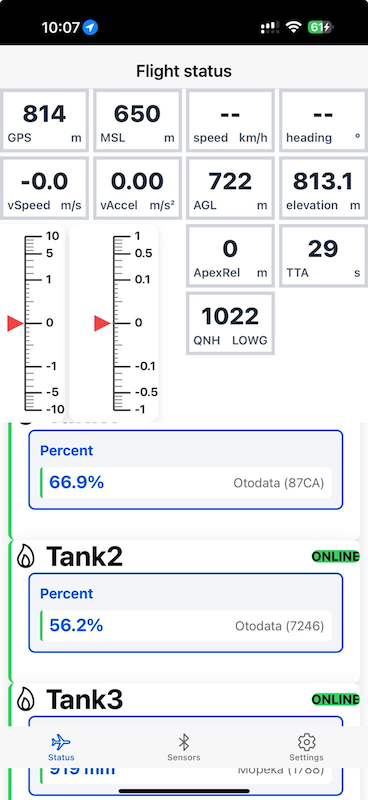 10:07
61
Flight status
814
GPS m
650
MSL m
--
speed km/h
--
heading °
-0.0
vSpeed m/s
0.00
vAccel m/s²
722
AGL m
813.1
elevation m
10
5
1
0
-1
-5
-10
1
0.5
0.1
0
-0.1
-0.5
-1
0
ApexRel m
29
TTA s
1022
QNH LOWG
Percent
66.9% Otodata (87CA)
Tank2 ONLINE
Percent
56.2% Otodata (7246)
Tank3 ONLINE
919 mm Mopeka (1788)
Status Sensors Settings